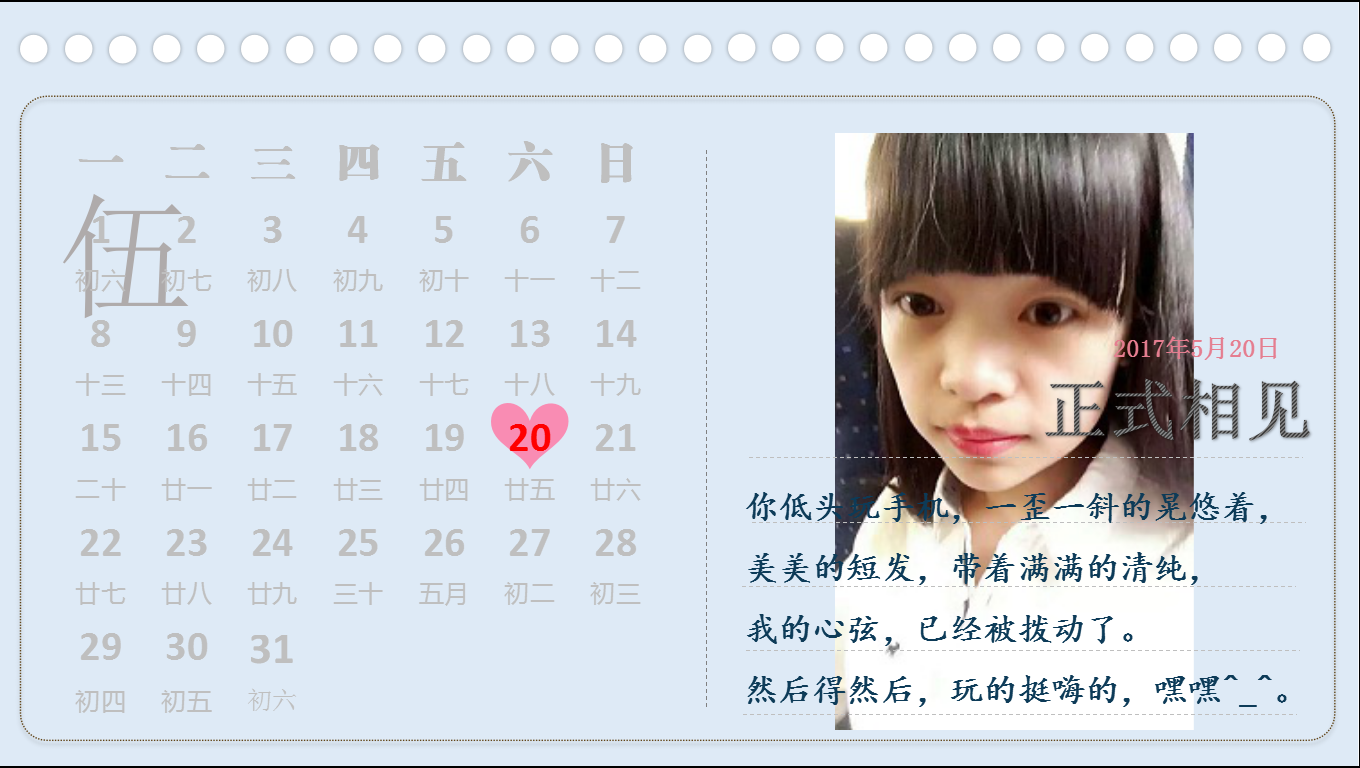 一 二 三 四 五 六 日
伍
1 2 3 4 5 6 7
初六 初七 初八 初九 初十 十一 十二
8 9 10 11 12 13 14
十三 十四 十五 十六 十七 十八 十九
15 16 17 18 19 20 21
二十 廿一 廿二 廿三 廿四 廿五 廿六
22 23 24 25 26 27 28
廿七 廿八 廿九 三十 五月 初二 初三
29 30 31
初四 初五 初六
2017年5月20日
正式相见
你低头玩手机，一歪一斜的晃悠着，
美美的短发，带着满满的清纯，
我的心弦，已经被拨动了。
然后得然后，玩的挺嗨的，嘿嘿^_^。